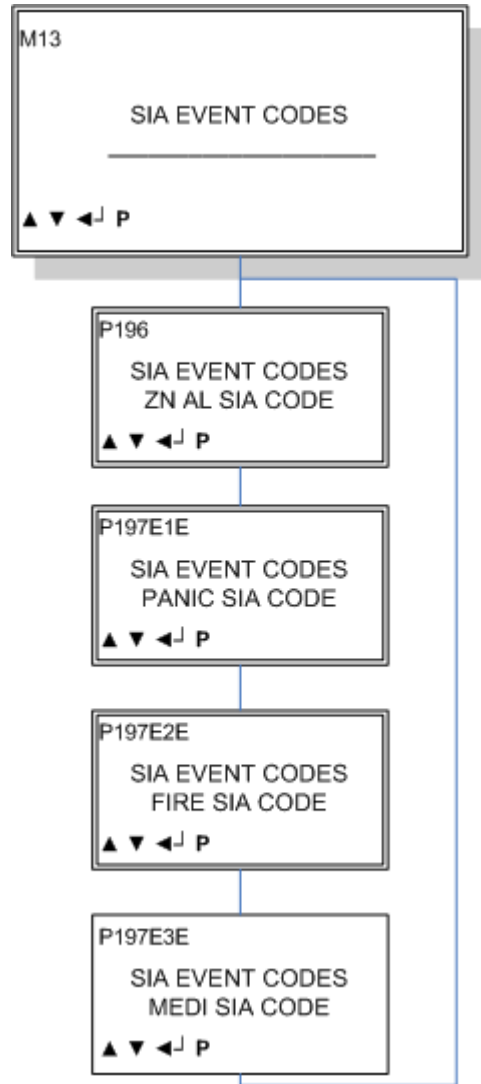 M13
SIA EVENT CODES
____________________
▲ ▼ ◄┘ P
P196
SIA EVENT CODES
ZN AL SIA CODE
▲ ▼ ◄┘ P
P197E1E
SIA EVENT CODES
PANIC SIA CODE
▲ ▼ ◄┘ P
P197E2E
SIA EVENT CODES
FIRE SIA CODE
▲ ▼ ◄┘ P
P197E3E
SIA EVENT CODES
MEDI SIA CODE
▲ ▼ ◄┘ P